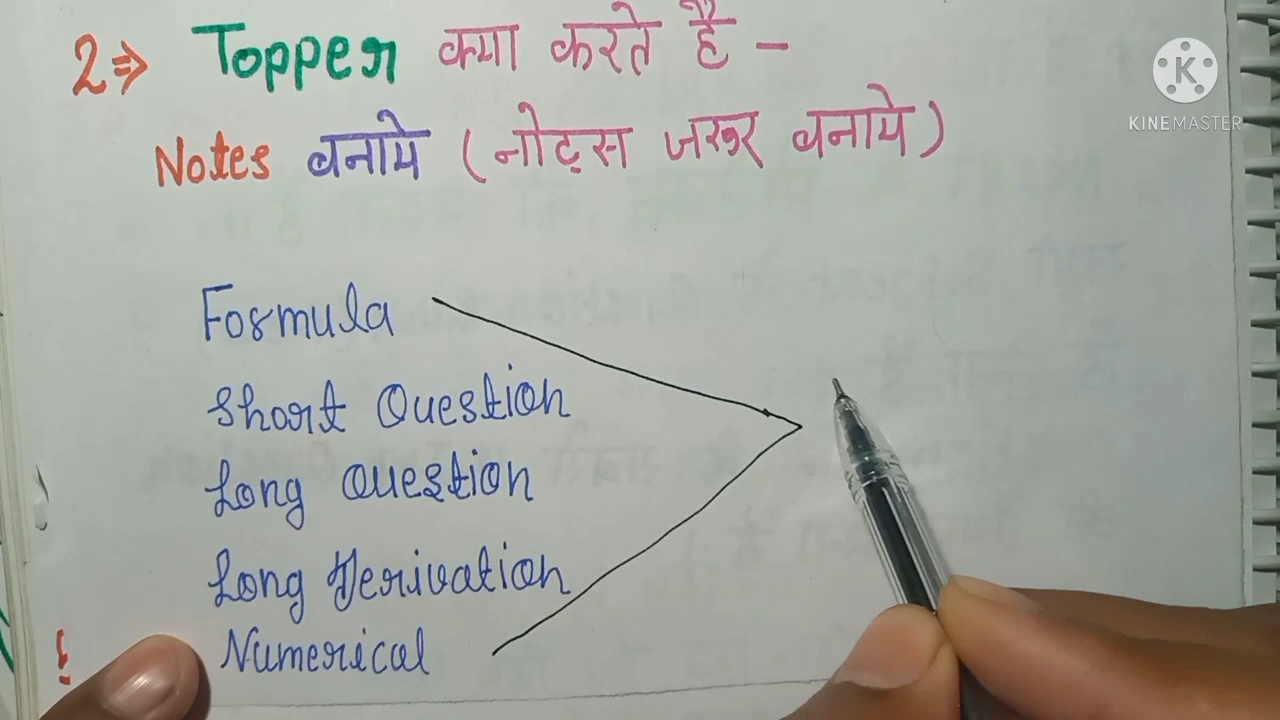 2⇒ Topper क्या करते हैं -
Notes बनाये (नोट्स जरूर बनाये)
Formula
Short Question
Long Question
Long Derivation
Numerical
K
KINEMASTER